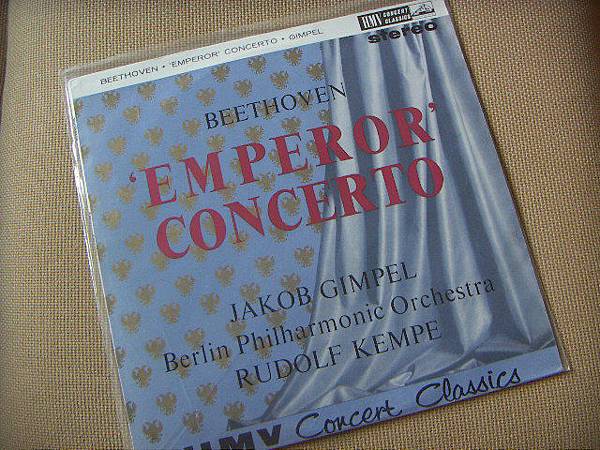 BEETHOVEN • 'EMPEROR' CONCERTO • GIMPEL
HMV CONCERT CLASSICS
stereo
BEETHOVEN
'EMPEROR'
CONCERTO
JAKOB GIMPEL
Berlin Philharmonic Orchestra
RUDOLF KEMPE
HMV Concert Classics